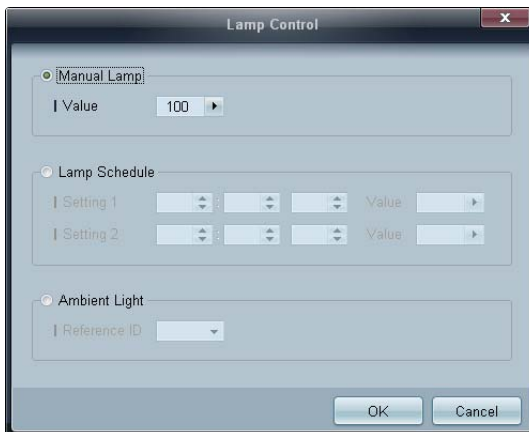 Lamp Control
x
Manual Lamp
Value 100
Lamp Schedule
Setting 1 : Value
Setting 2 : Value
Ambient Light
Reference ID
OK Cancel